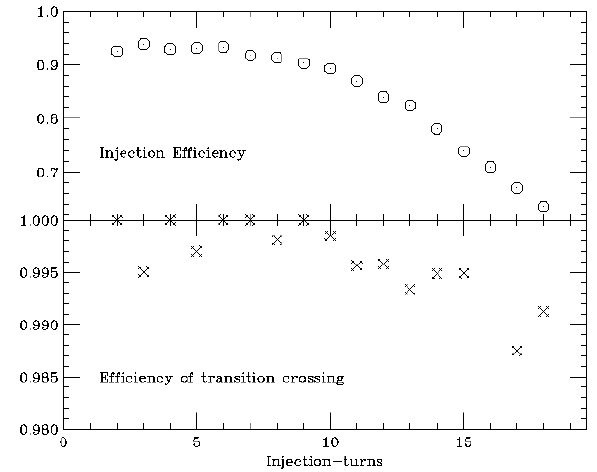 1.0
0.9
0.8
0.7
Injection Efficiency
1.000
0.995
0.990
0.985
Efficiency of transition crossing
0.980
0 5 10 15
Injection-turns